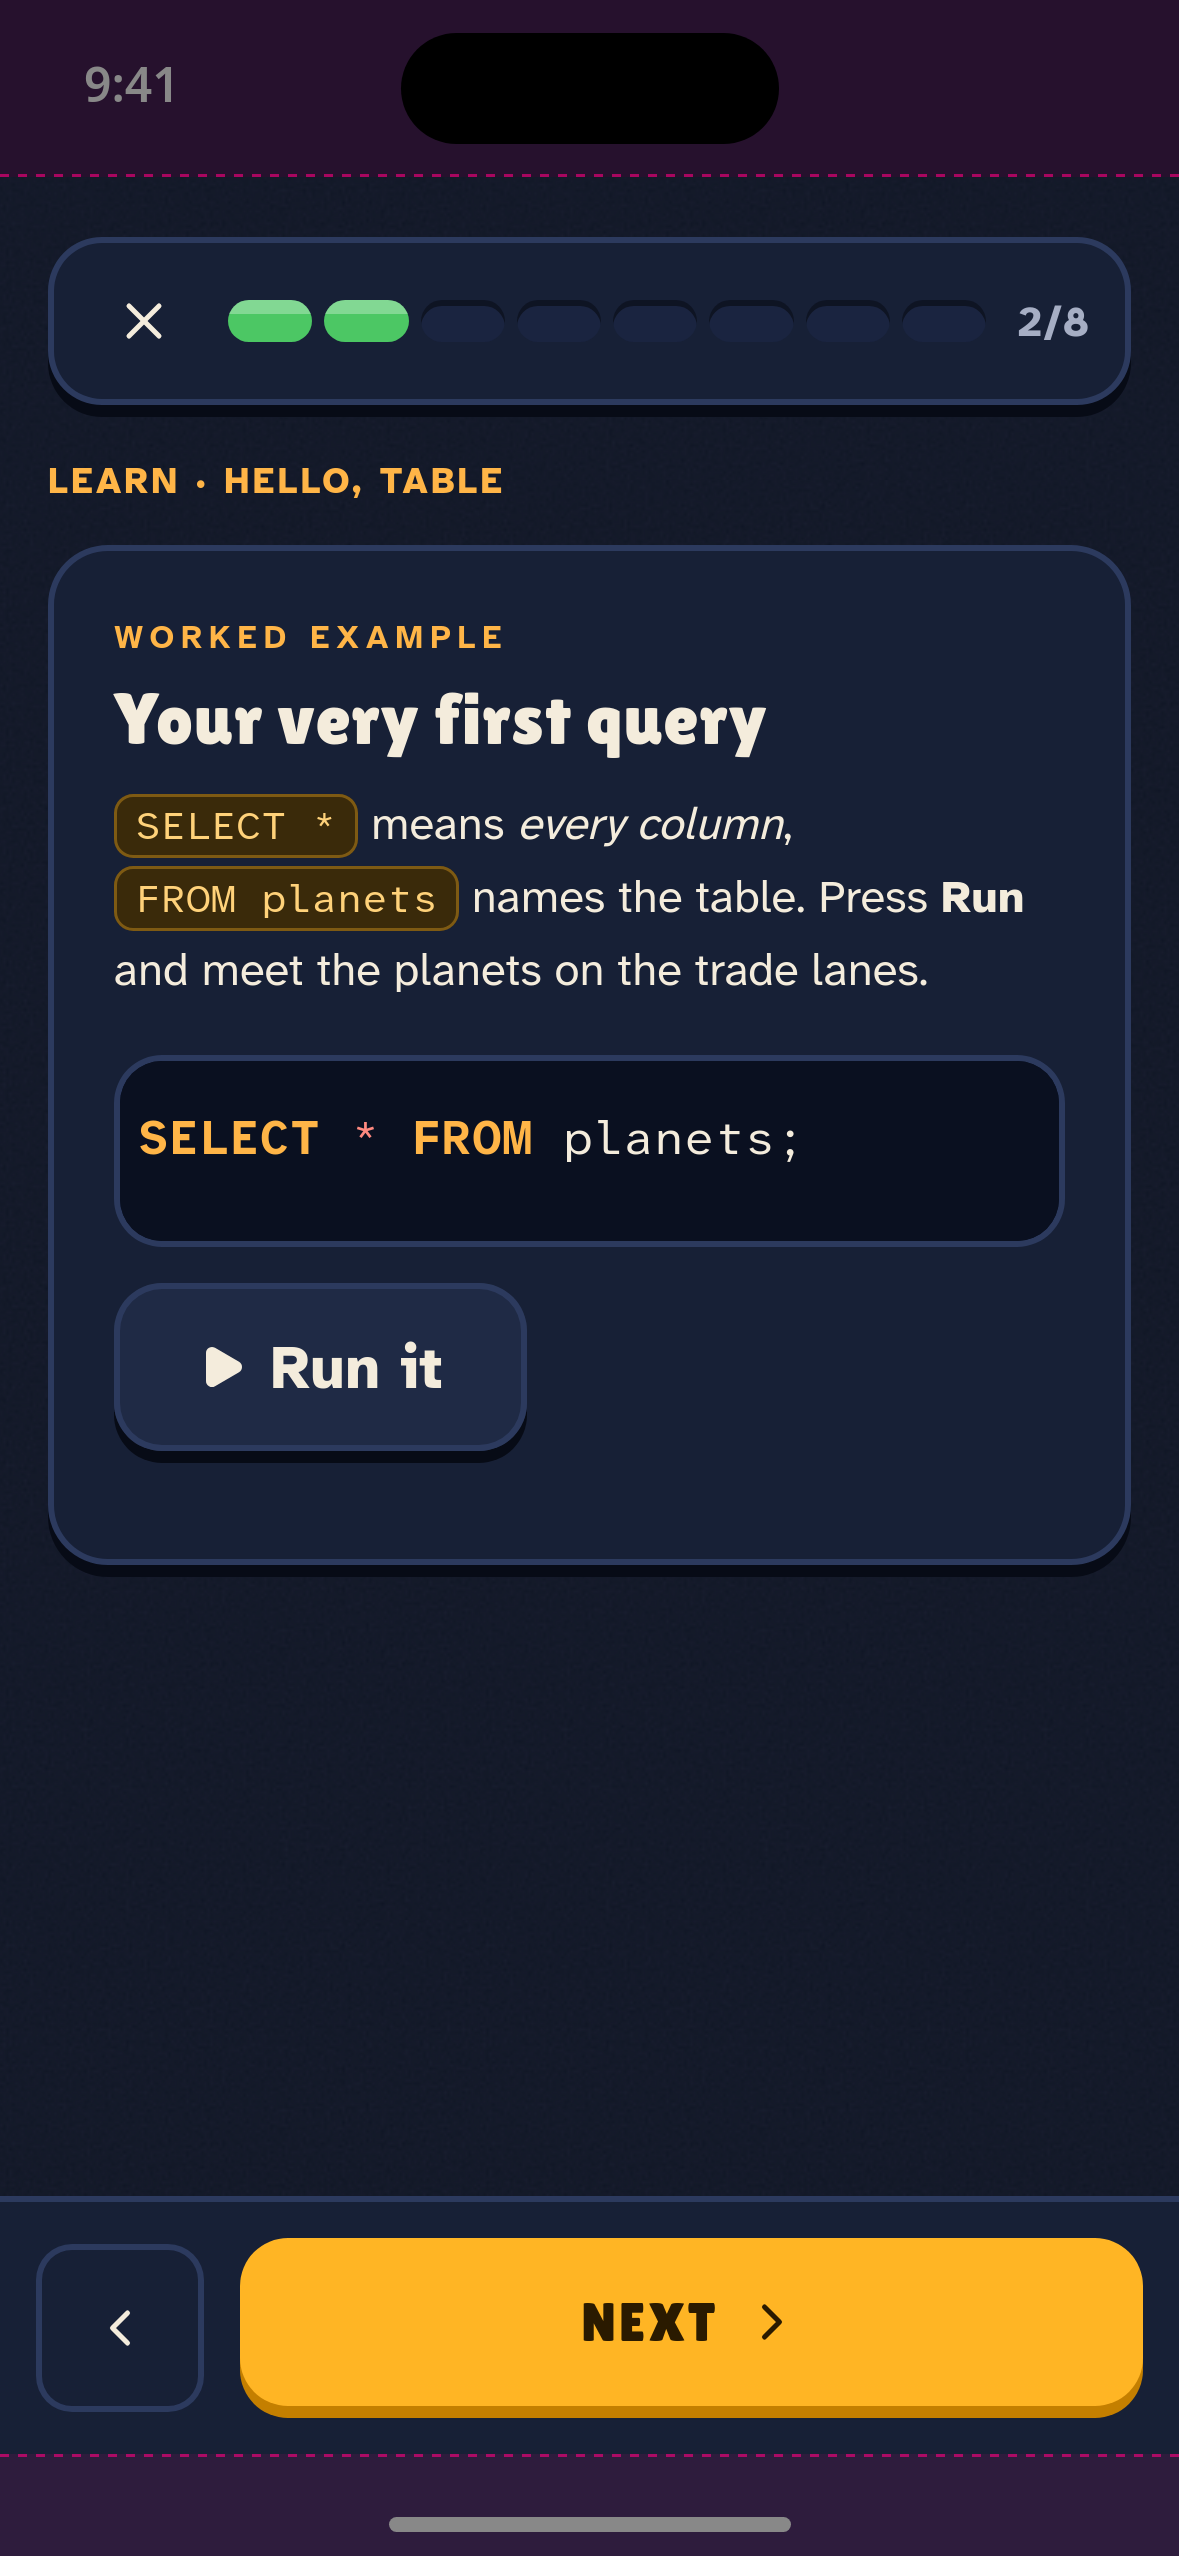 9:41
2/8
LEARN · HELLO, TABLE
WORKED EXAMPLE
Your very first query
SELECT * means every column,
FROM planets names the table. Press Run
and meet the planets on the trade lanes.
SELECT * FROM planets;
Run it
NEXT